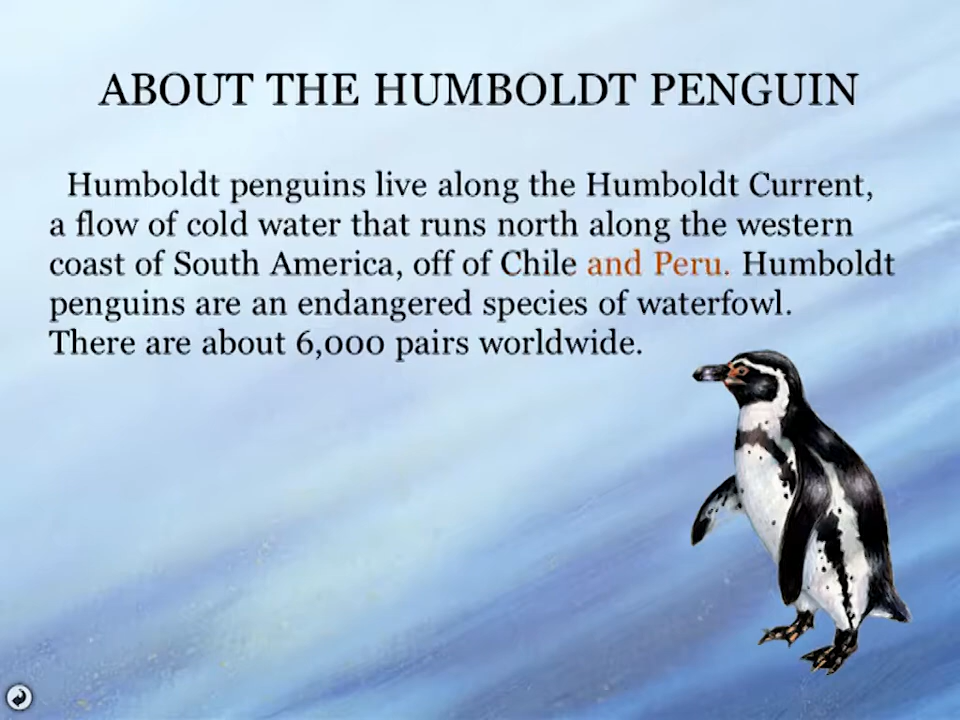 ABOUT THE HUMBOLDT PENGUIN
Humboldt penguins live along the Humboldt Current,
a flow of cold water that runs north along the western
coast of South America, off of Chile and Peru. Humboldt
penguins are an endangered species of waterfowl.
There are about 6,000 pairs worldwide.